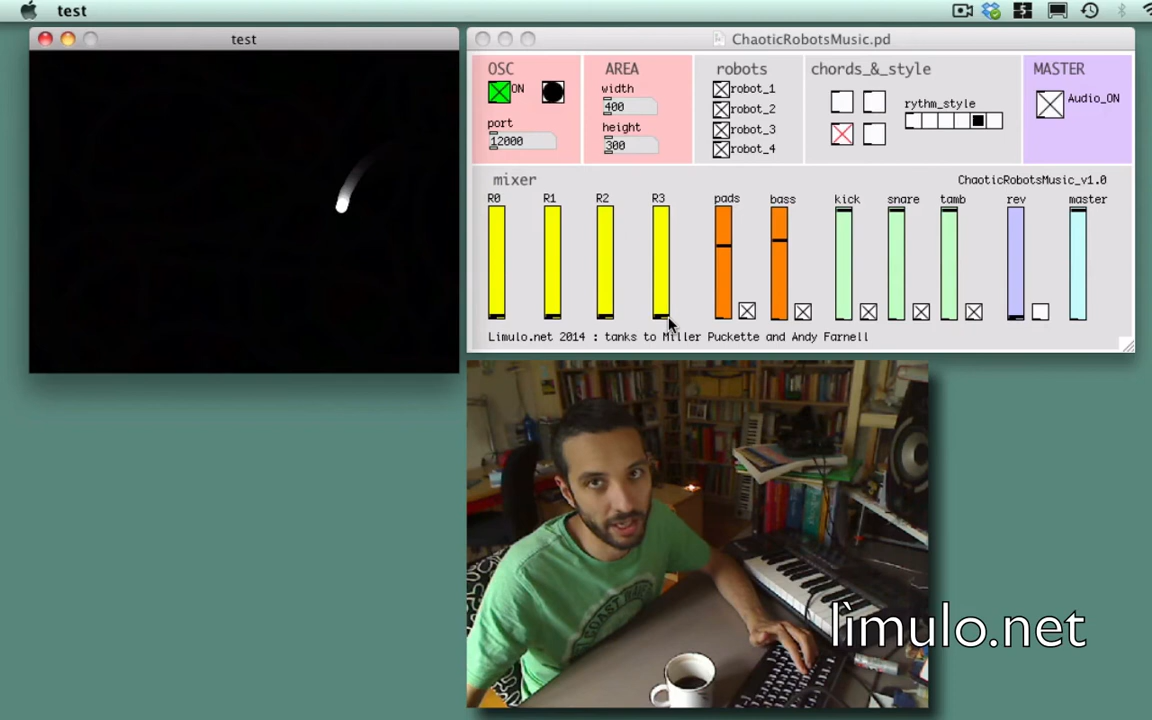 test
test
ChaoticRobotsMusic.pd
OSC
ON
port
12000
AREA
width
400
height
300
robots
robot_1
robot_2
robot_3
robot_4
chords_&_style
rythm_style
MASTER
Audio_ON
mixer
ChaoticRobotsMusic_v1.0
R0 R1 R2 R3 pads bass kick snare tamb rev master
Limulo.net 2014 : tanks to Miller Puckette and Andy Farnell
lìmulo.net